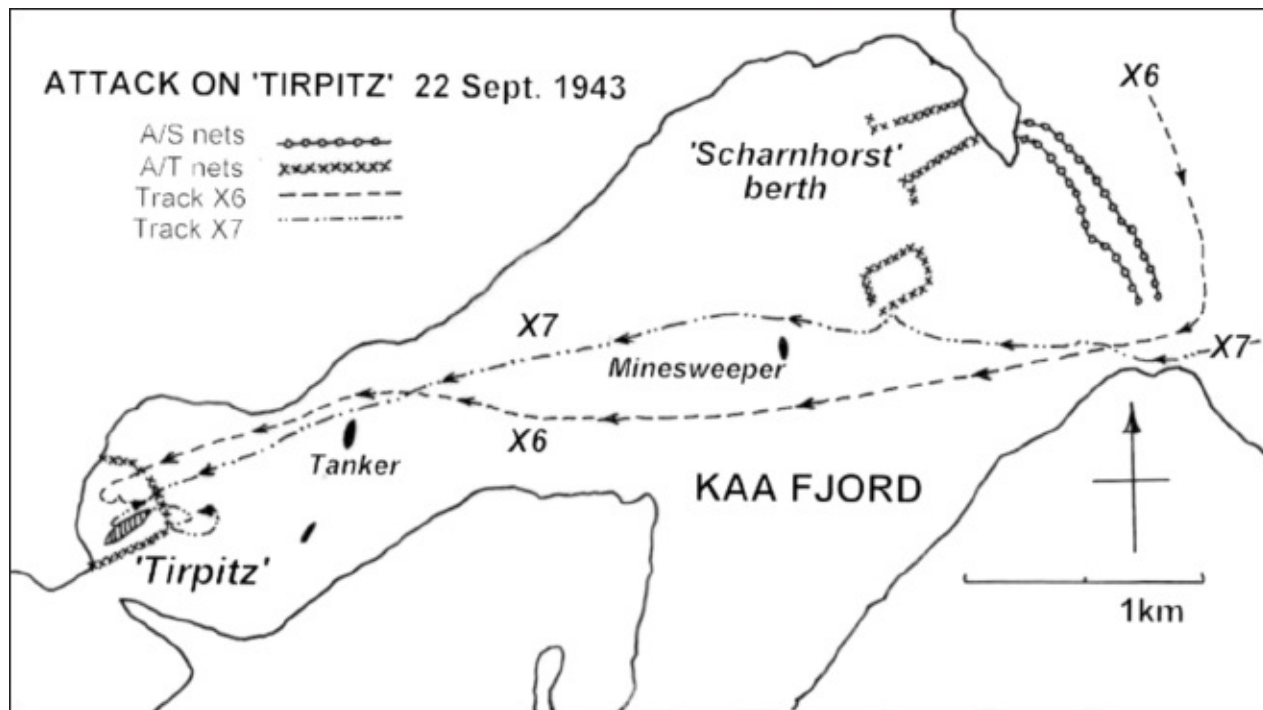 ATTACK ON 'TIRPITZ' 22 Sept. 1943
A/S nets
A/T nets
Track X6
Track X7
X6
'Scharnhorst'
berth
X7
X7
Minesweeper
X6
Tanker
KAA FJORD
'Tirpitz'
1km